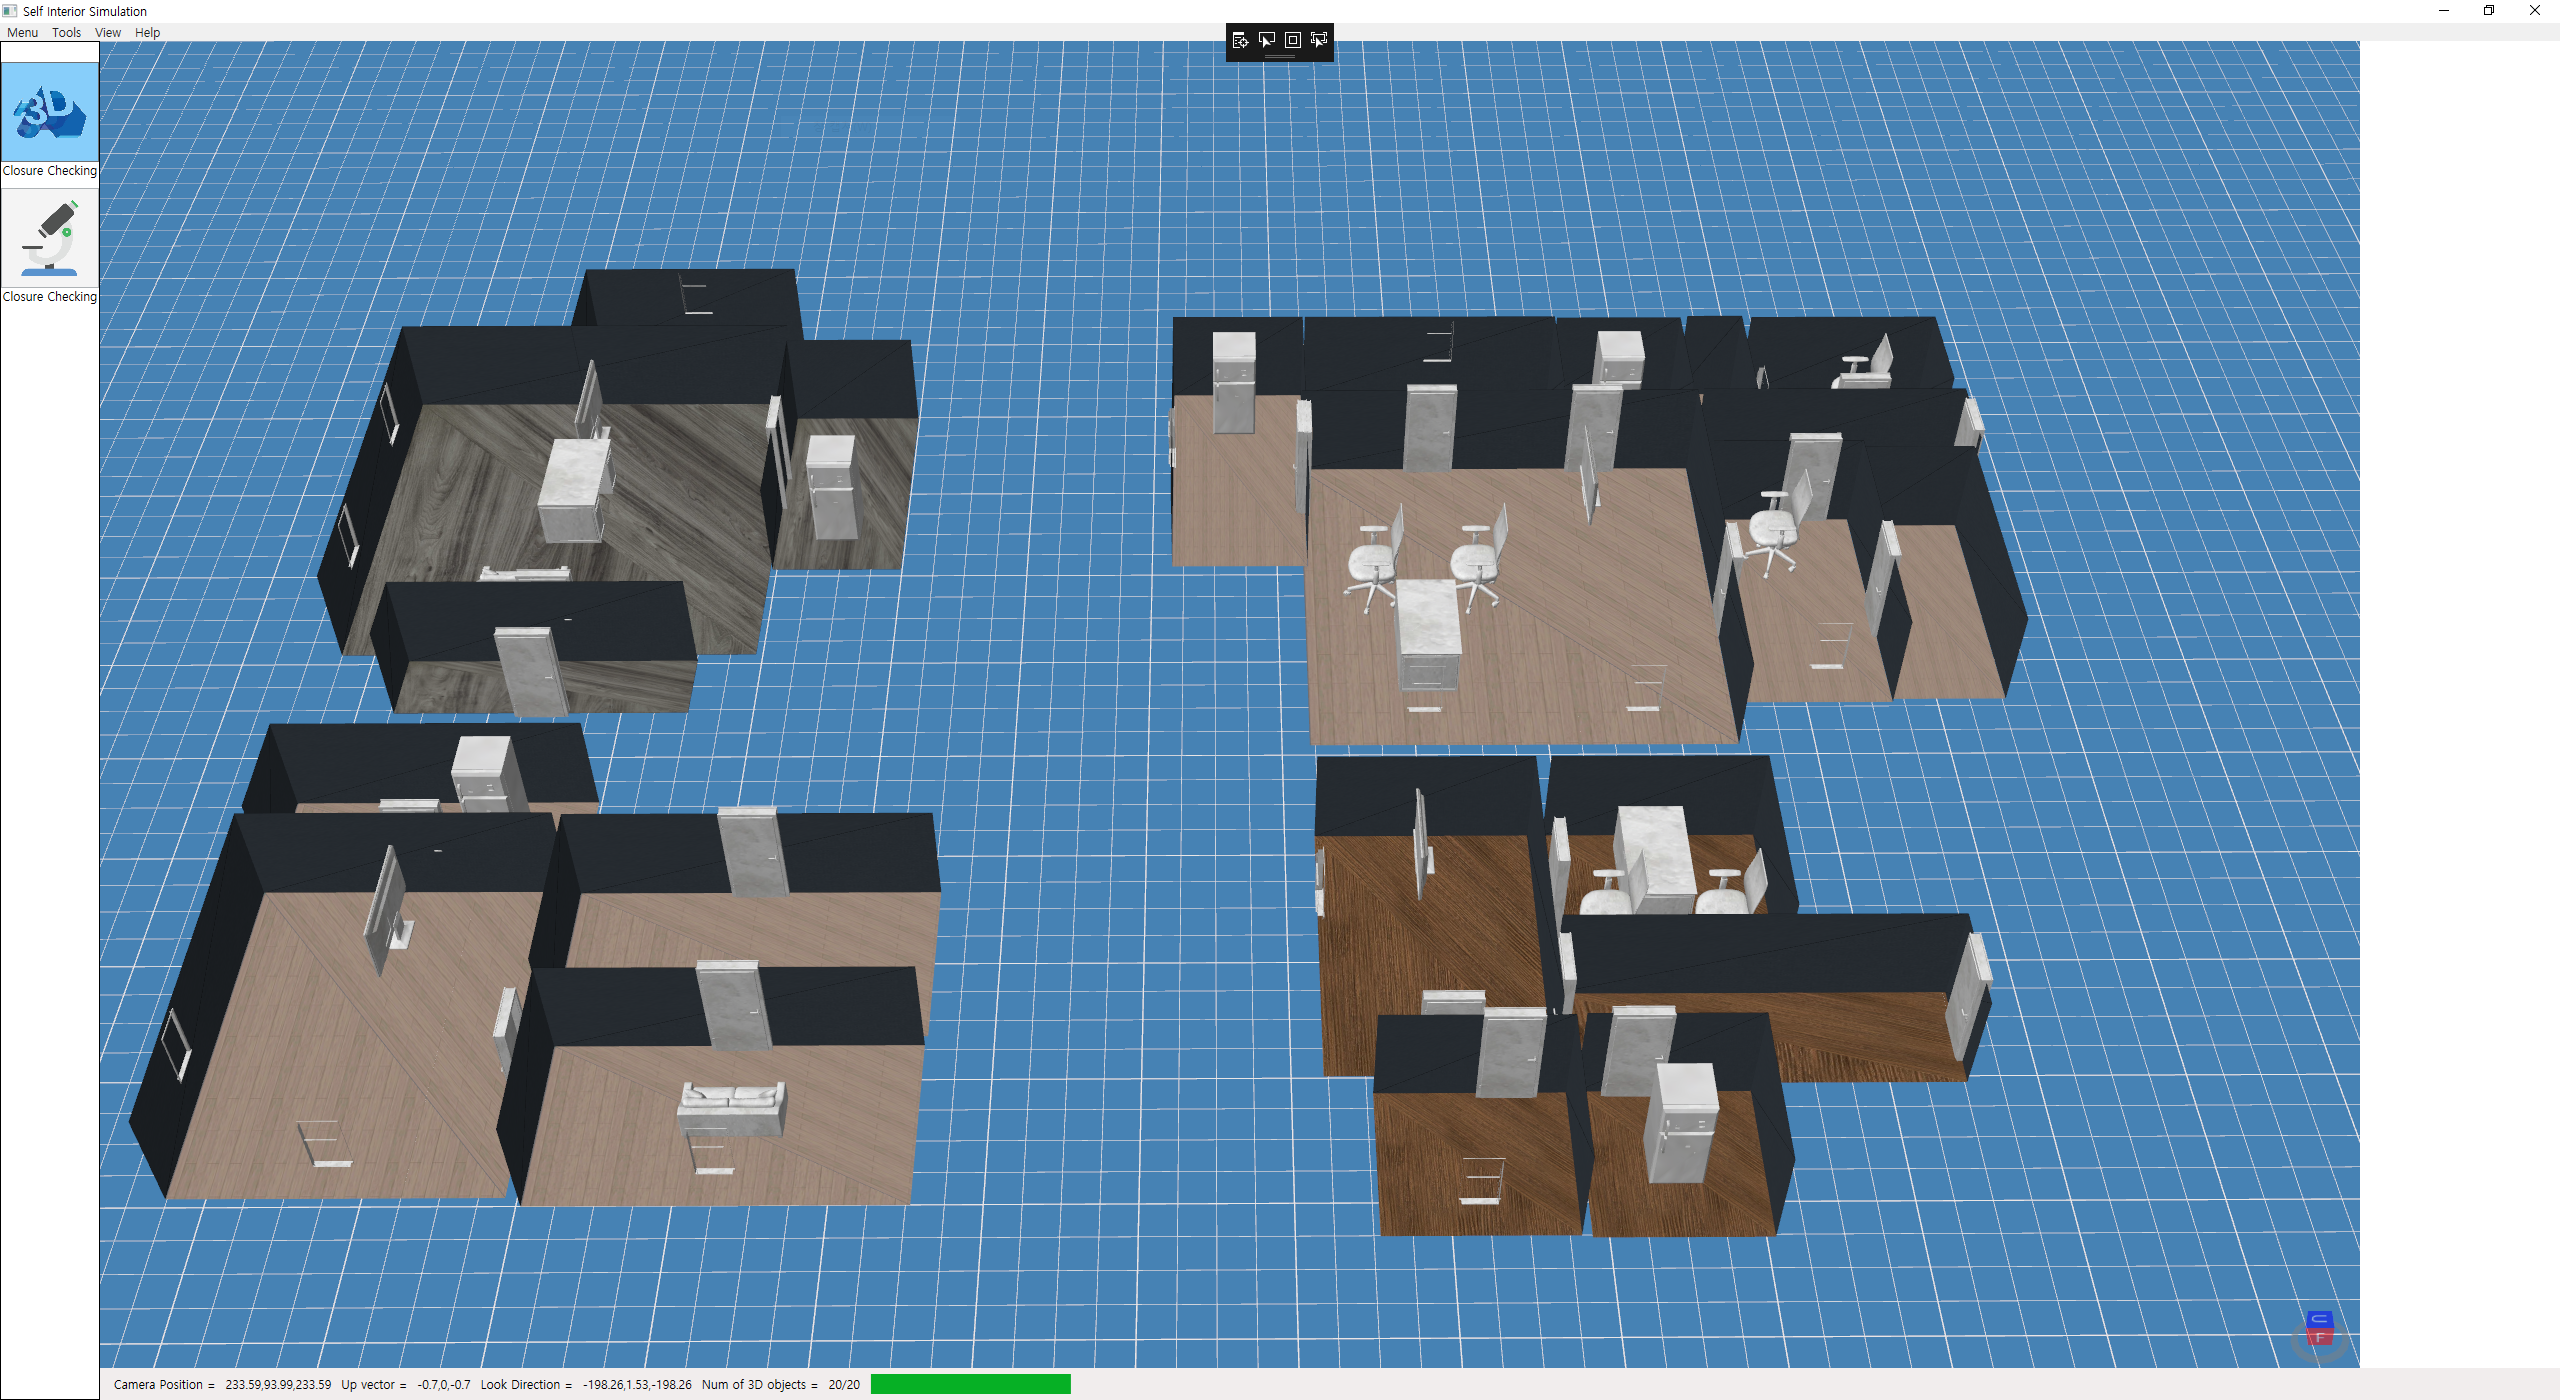 Self Interior Simulation
Menu Tools View Help
3D
Closure Checking
Closure Checking
U
F
Camera Position = 233.59,93.99,233.59 Up vector = -0.7,0,-0.7 Look Direction = -198.26,1.53,-198.26 Num of 3D objects = 20/20